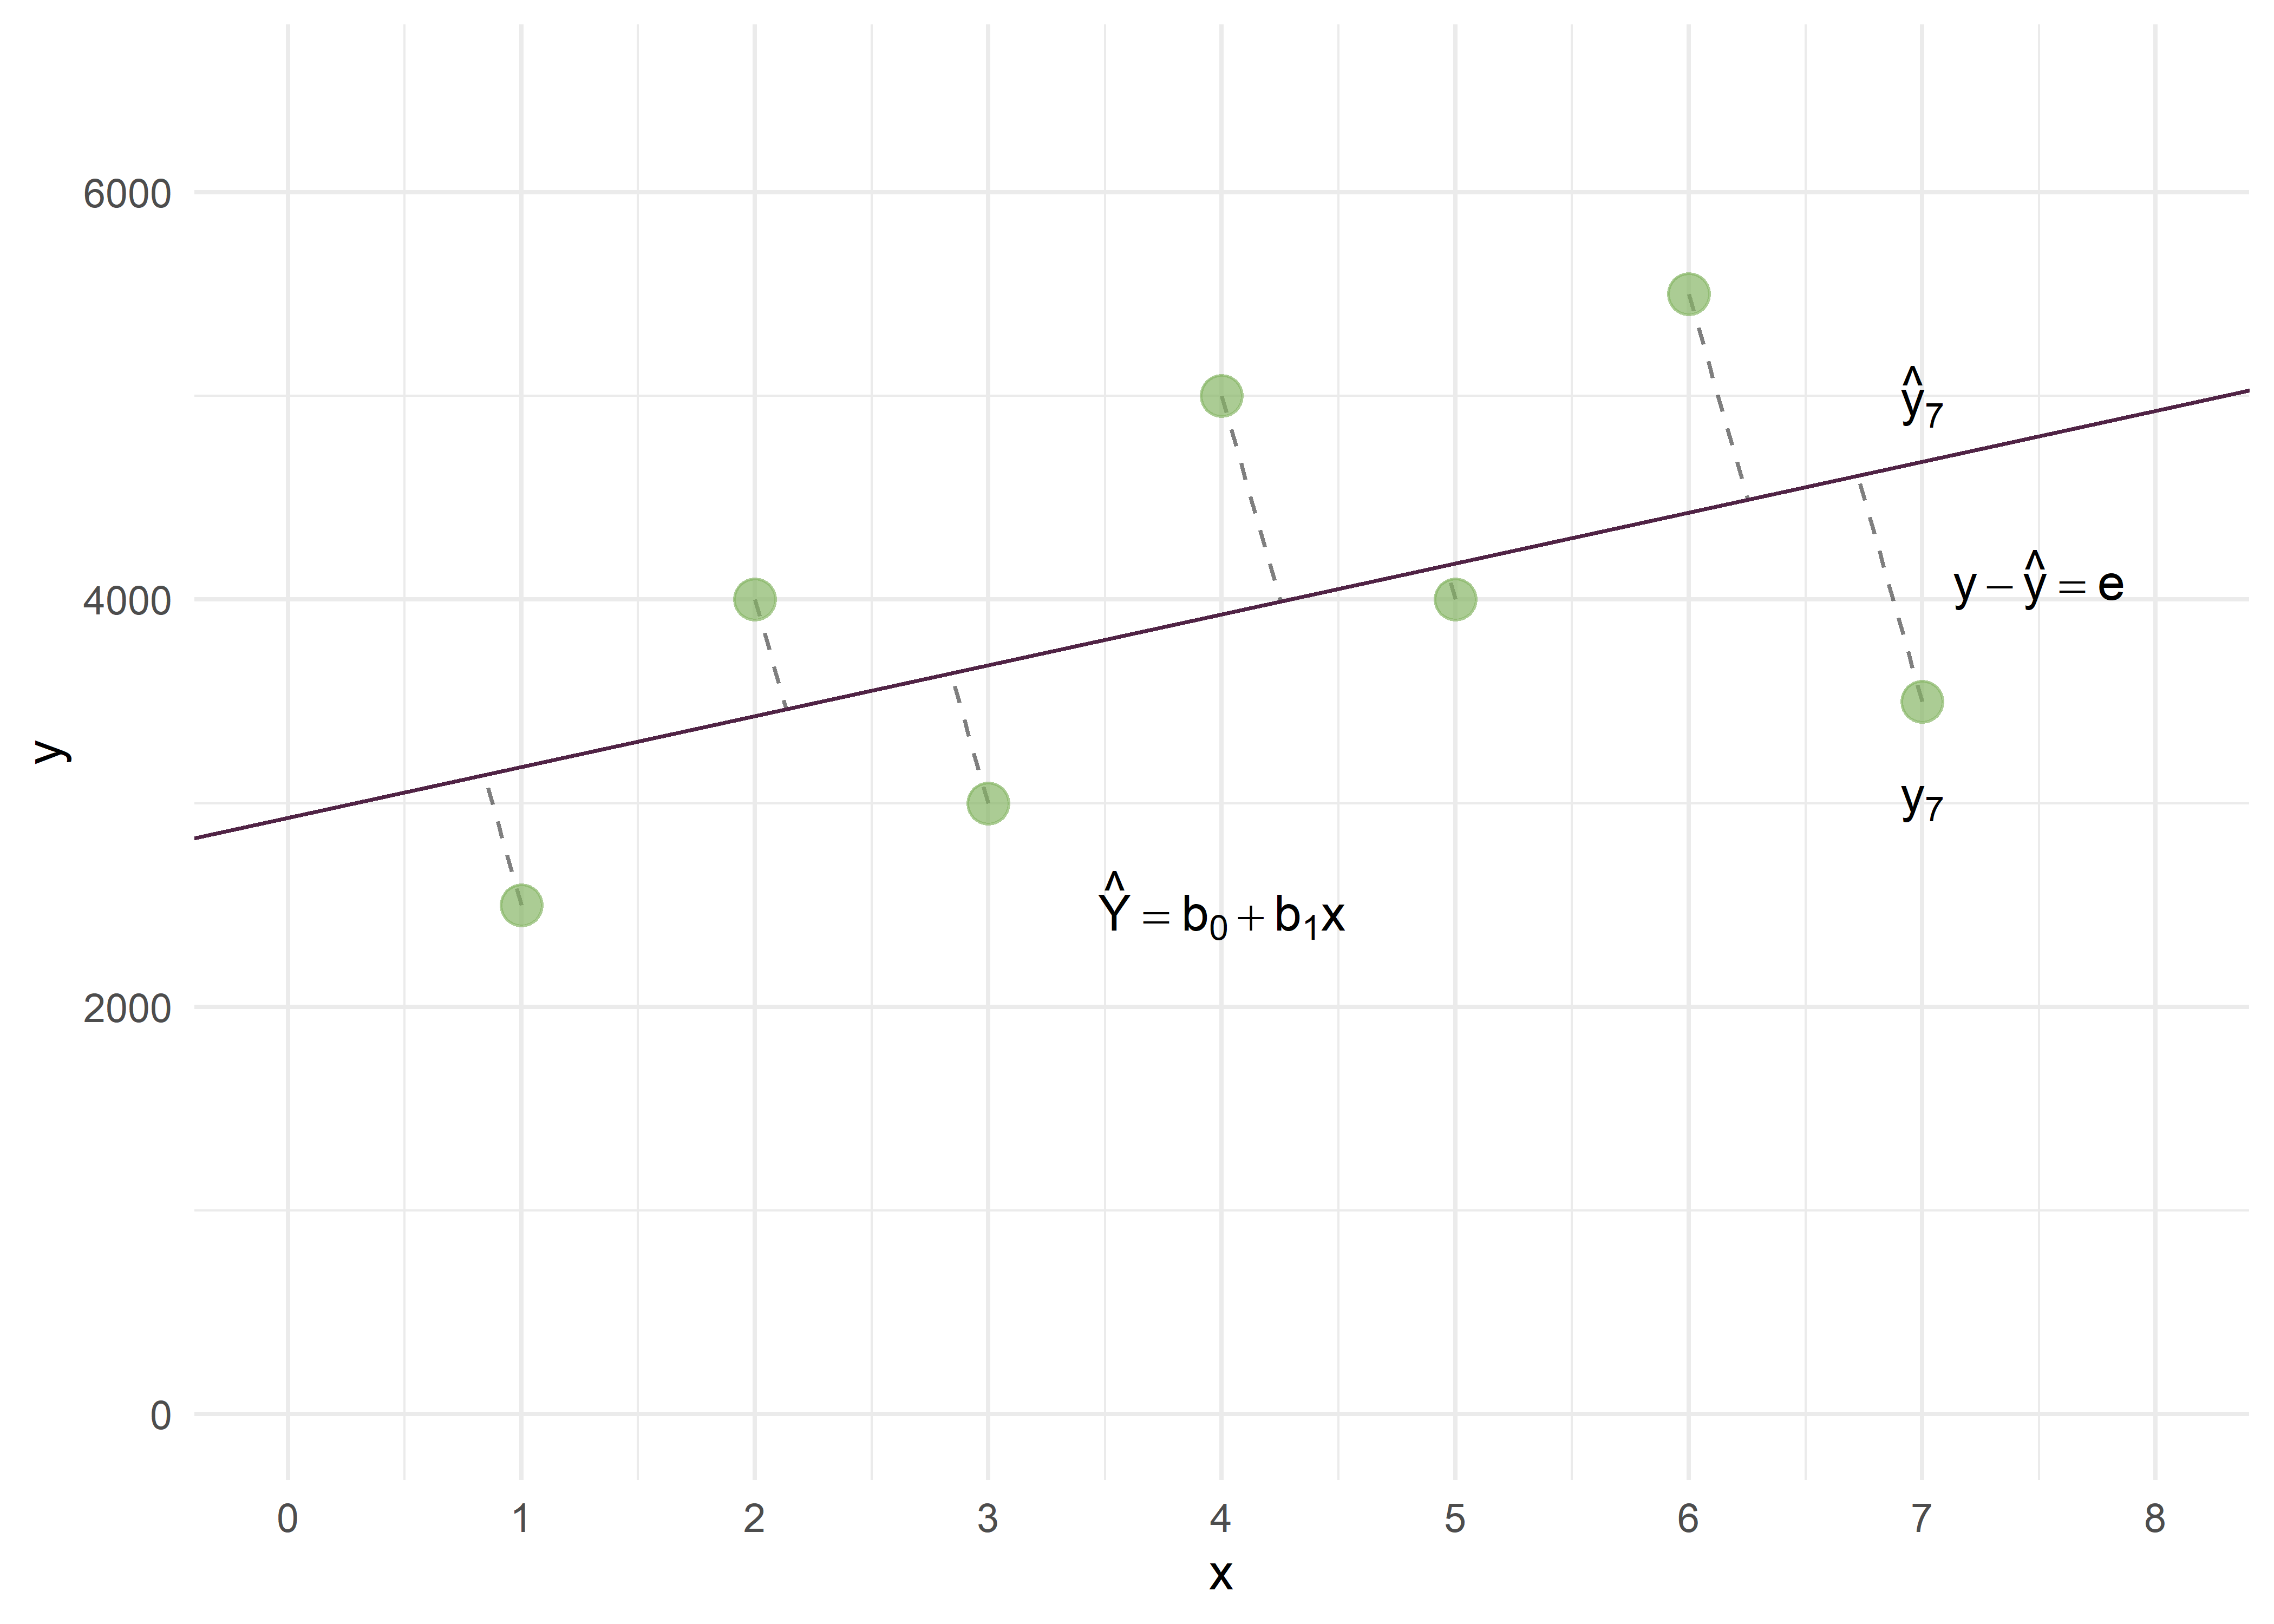 6000
4000
2000
0
y
ŷ₇
y − ŷ = e
y₇
Ŷ = b₀ + b₁x
0 1 2 3 4 5 6 7 8
x